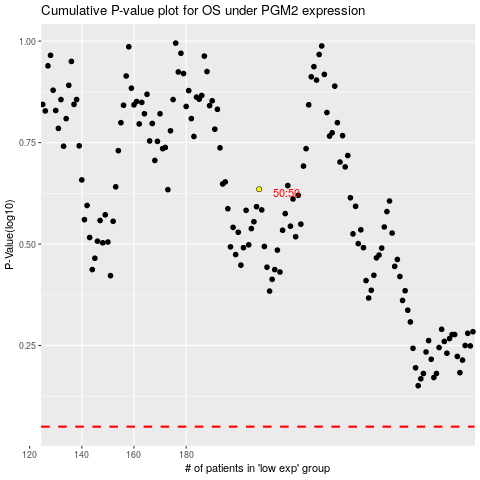 Cumulative P-value plot for OS under PGM2 expression
P-Value(log10)
1.00
0.75
0.50
0.25
50:50
120 140 160 180
# of patients in 'low exp' group